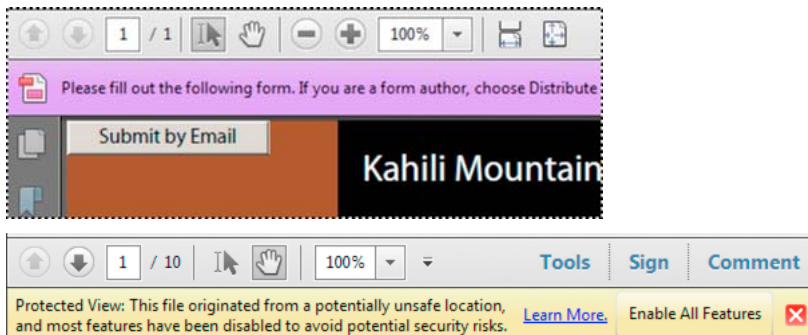 1 / 1 100%
Please fill out the following form. If you are a form author, choose Distribute
Submit by Email
Kahili Mountain
1 / 10 100% Tools Sign Comment
Protected View: This file originated from a potentially unsafe location,
and most features have been disabled to avoid potential security risks. Learn More. Enable All Features